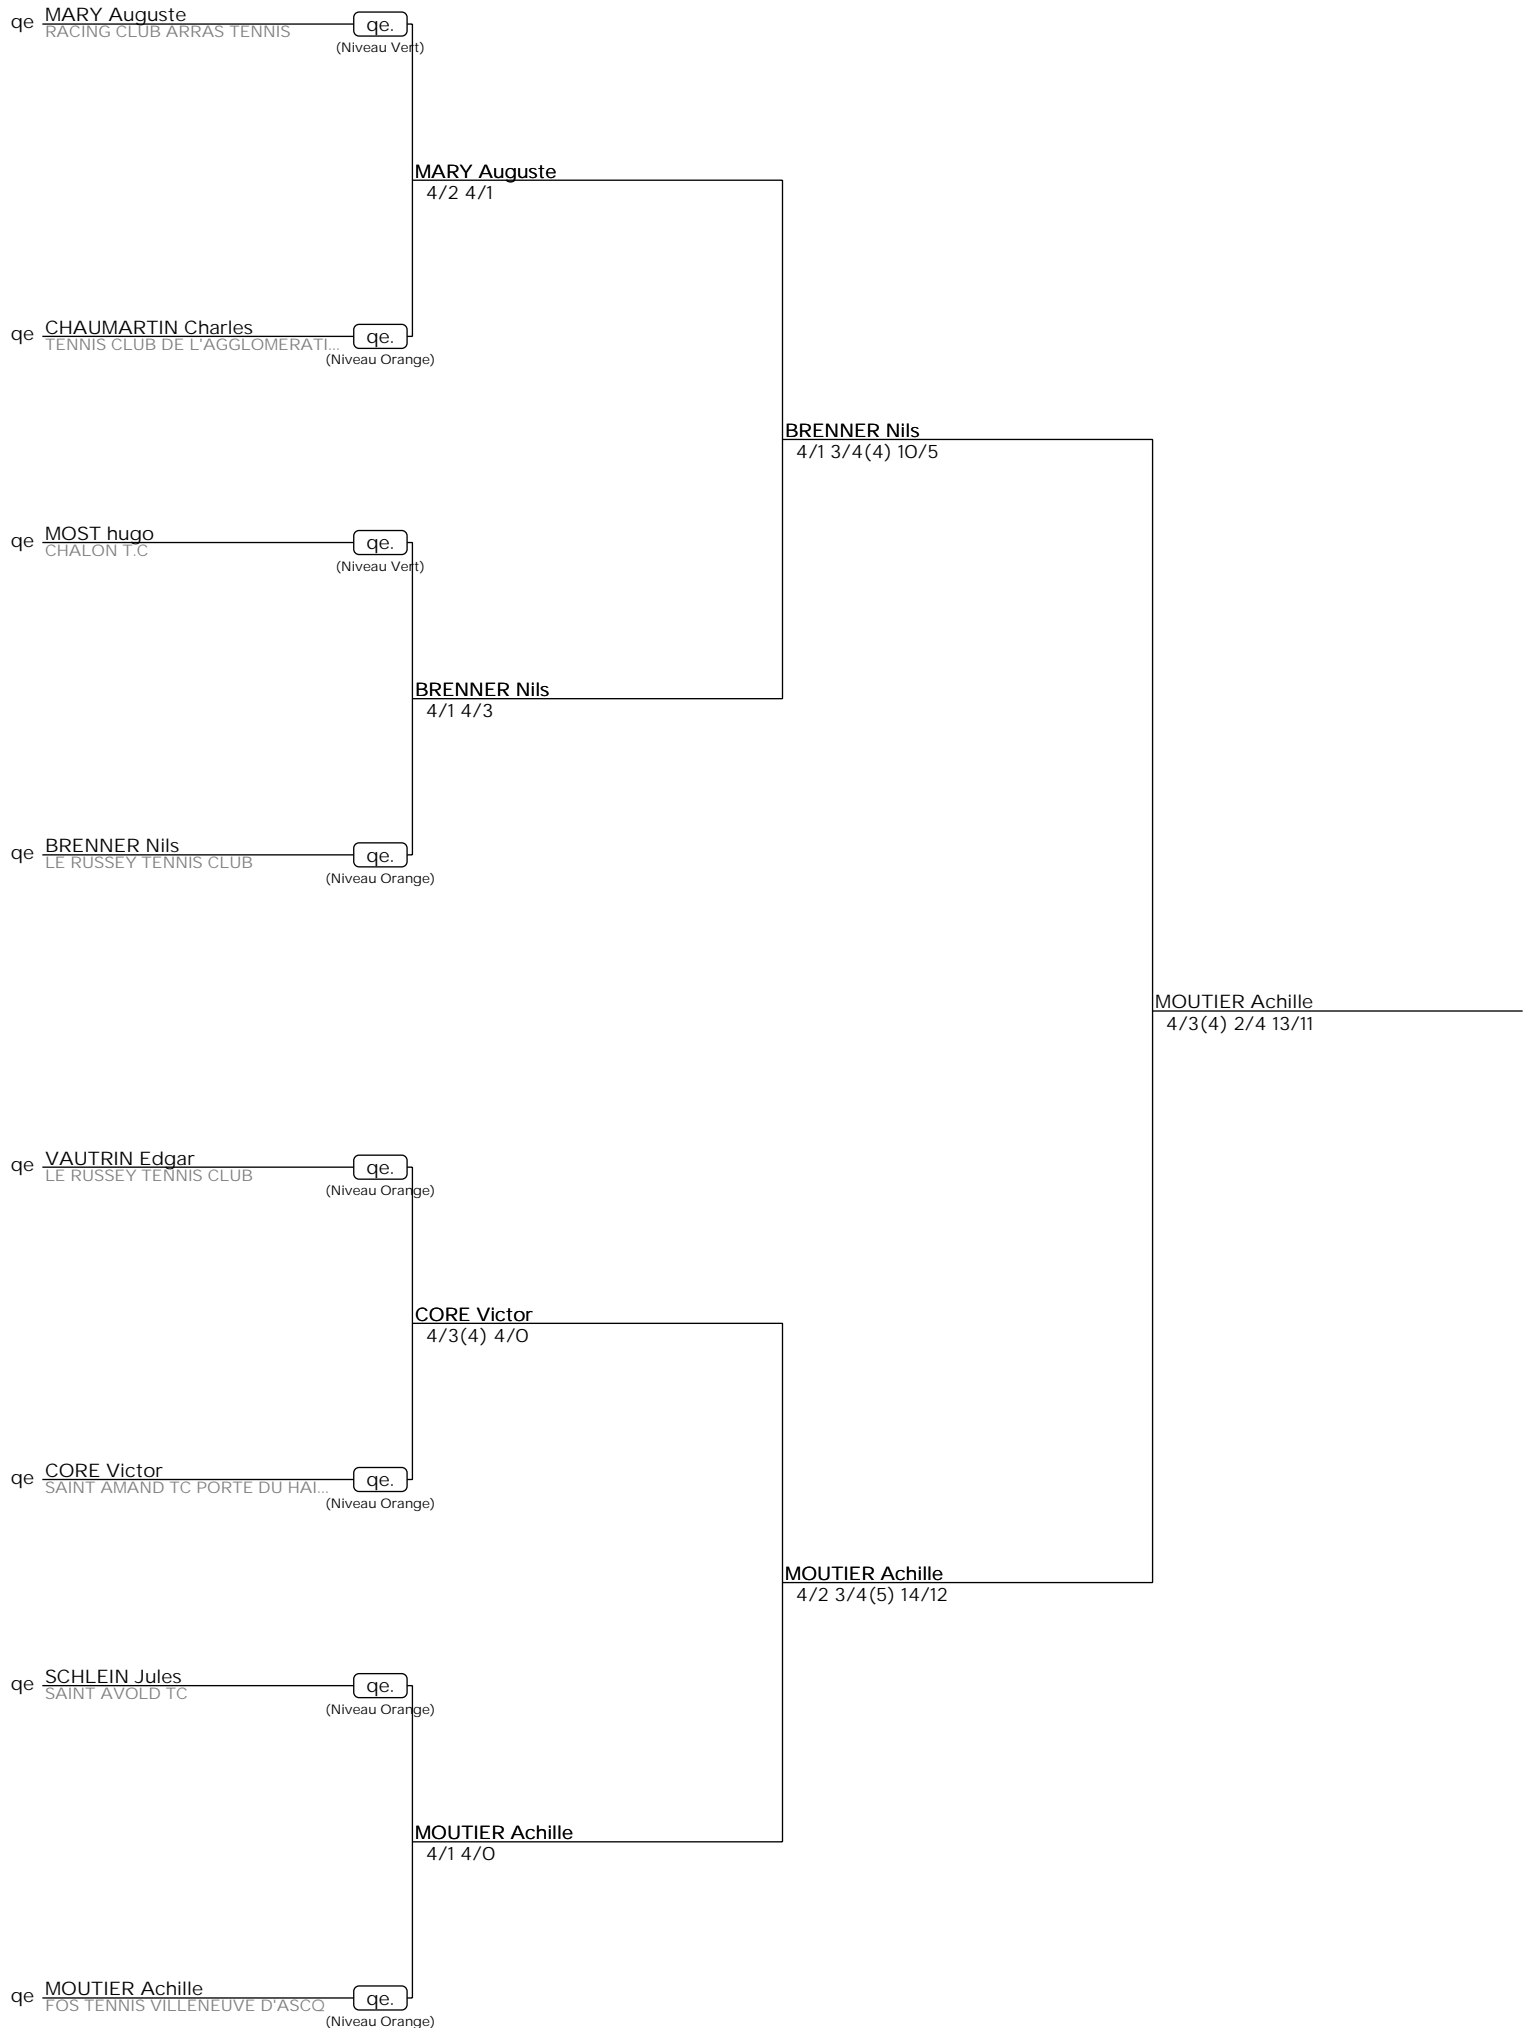 qe MARY Auguste qe.
RACING CLUB ARRAS TENNIS
(Niveau Vert)
MARY Auguste
4/2 4/1
qe CHAUMARTIN Charles qe.
TENNIS CLUB DE L'AGGLOMERATI...
(Niveau Orange)
BRENNER Nils
4/1 3/4(4) 10/5
qe MOST hugo qe.
CHALON T.C
(Niveau Vert)
BRENNER Nils
4/1 4/3
qe BRENNER Nils qe.
LE RUSSEY TENNIS CLUB
(Niveau Orange)
MOUTIER Achille
4/3(4) 2/4 13/11
qe VAUTRIN Edgar qe.
LE RUSSEY TENNIS CLUB
(Niveau Orange)
CORE Victor
4/3(4) 4/0
qe CORE Victor qe.
SAINT AMAND TC PORTE DU HAI...
(Niveau Orange)
MOUTIER Achille
4/2 3/4(5) 14/12
qe SCHLEIN Jules qe.
SAINT AVOLD TC
(Niveau Orange)
MOUTIER Achille
4/1 4/0
qe MOUTIER Achille qe.
FOS TENNIS VILLENEUVE D'ASCQ
(Niveau Orange)